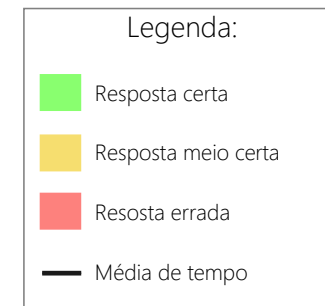 Legenda:
Resposta certa
Resposta meio certa
Resosta errada
Média de tempo